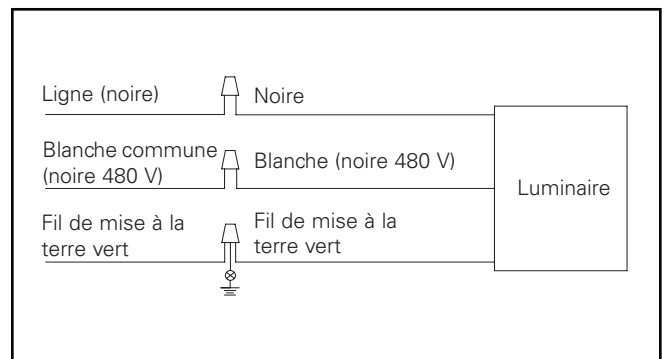 Ligne (noire)
Noire
Blanche commune
(noire 480 V)
Blanche (noire 480 V)
Luminaire
Fil de mise à la
terre vert
Fil de mise à la
terre vert